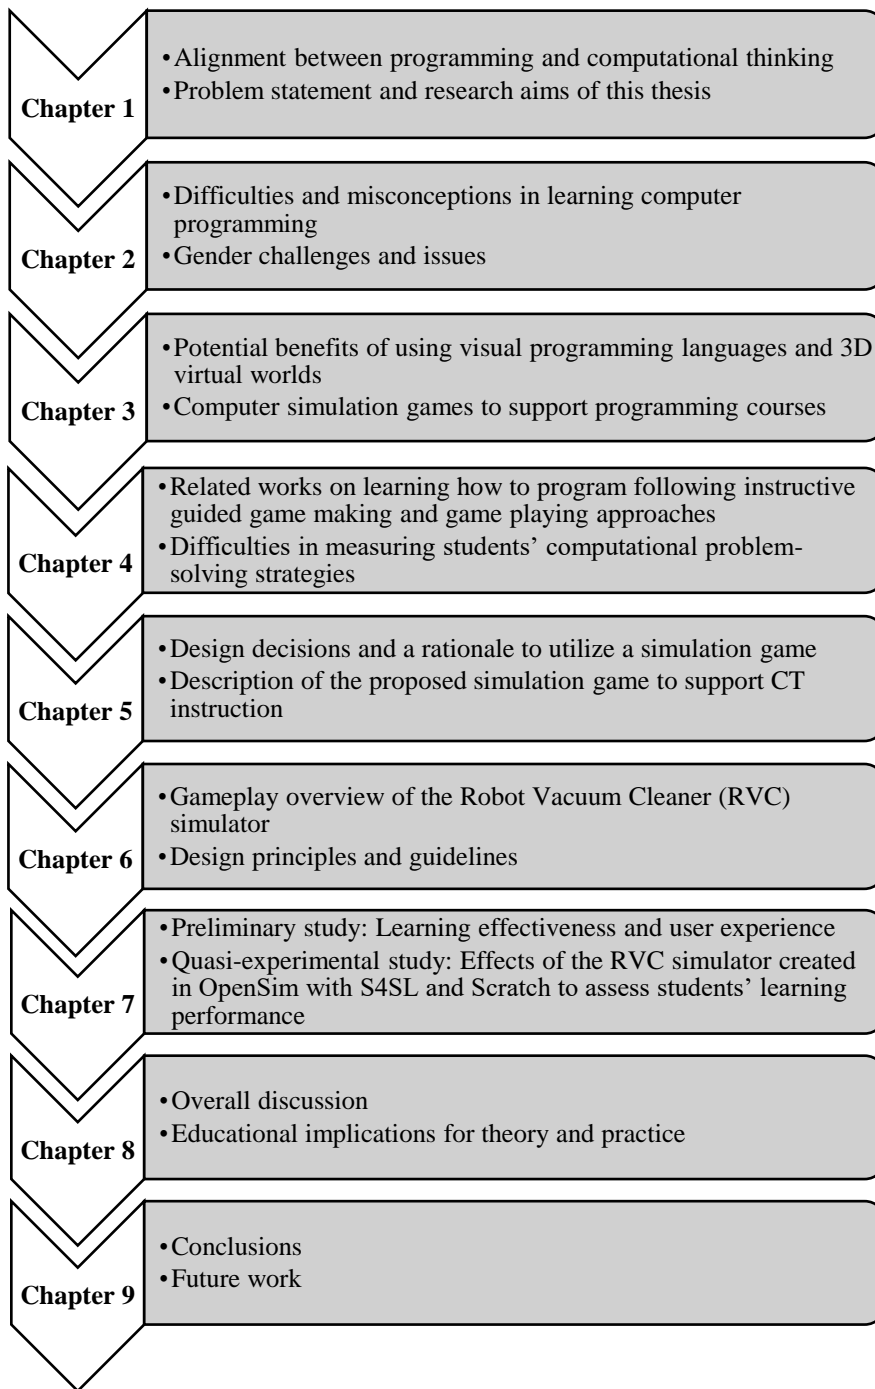 Chapter 1
•Alignment between programming and computational thinking
•Problem statement and research aims of this thesis
Chapter 2
•Difficulties and misconceptions in learning computer
programming
•Gender challenges and issues
Chapter 3
•Potential benefits of using visual programming languages and 3D
virtual worlds
•Computer simulation games to support programming courses
Chapter 4
•Related works on learning how to program following instructive
guided game making and game playing approaches
•Difficulties in measuring students’ computational problem-
solving strategies
Chapter 5
•Design decisions and a rationale to utilize a simulation game
•Description of the proposed simulation game to support CT
instruction
Chapter 6
•Gameplay overview of the Robot Vacuum Cleaner (RVC)
simulator
•Design principles and guidelines
Chapter 7
•Preliminary study: Learning effectiveness and user experience
•Quasi-experimental study: Effects of the RVC simulator created
in OpenSim with S4SL and Scratch to assess students’ learning
performance
Chapter 8
•Overall discussion
•Educational implications for theory and practice
Chapter 9
•Conclusions
•Future work